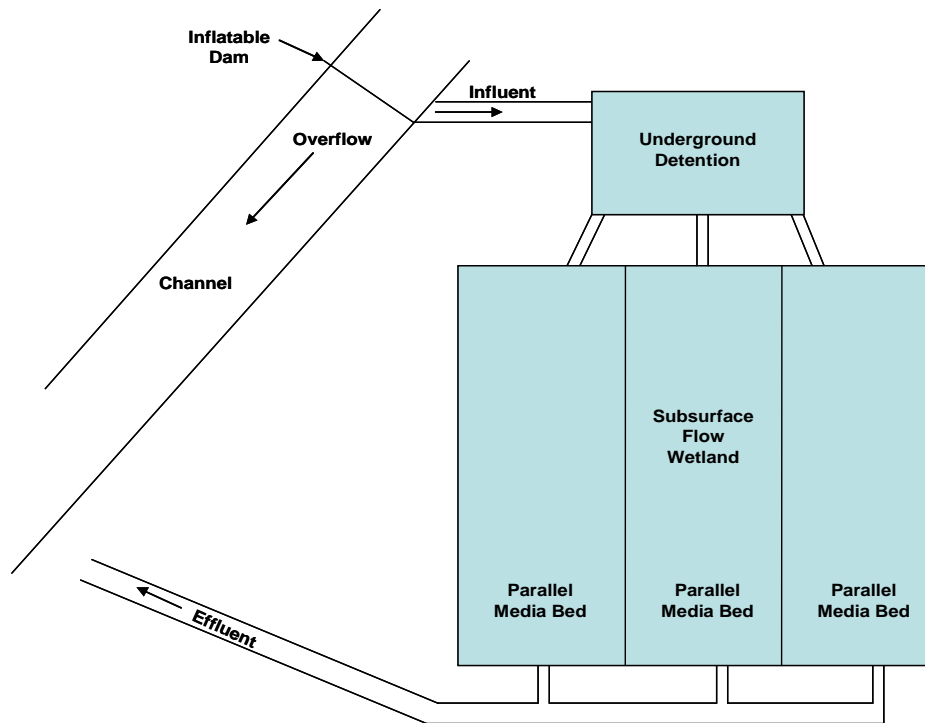 Inflatable
Dam
Influent
Overflow
Underground
Detention
Channel
Subsurface
Flow
Wetland
Parallel
Media Bed
Parallel
Media Bed
Parallel
Media Bed
Effluent